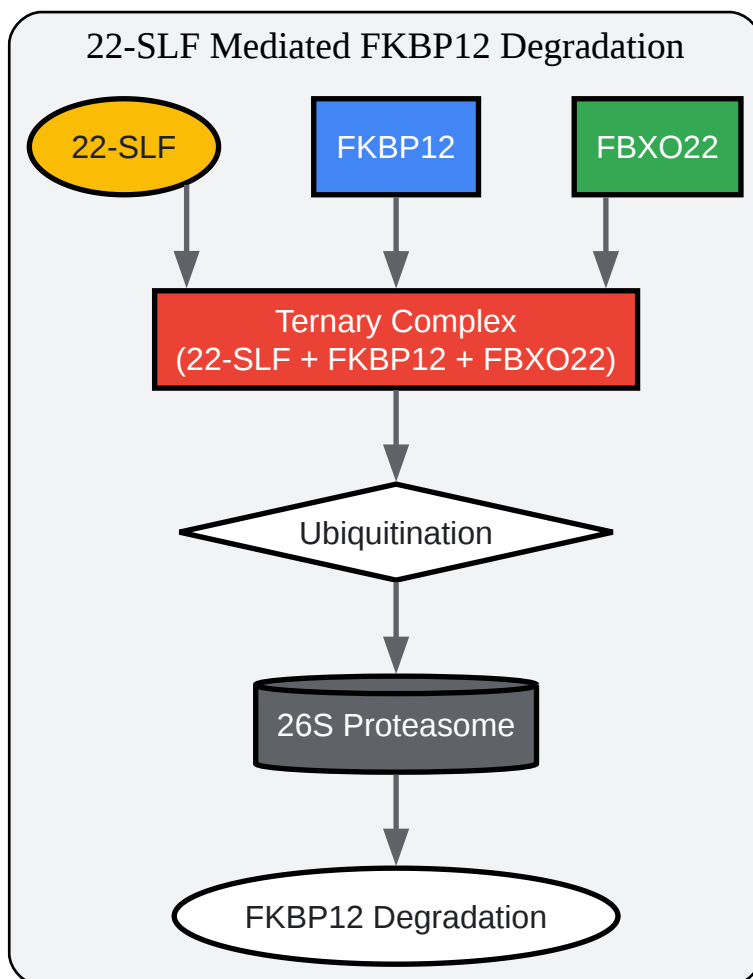 22-SLF Mediated FKBP12 Degradation
22-SLF
FKBP12
FBXO22
Ternary Complex
(22-SLF + FKBP12 + FBXO22)
Ubiquitination
26S Proteasome
FKBP12 Degradation